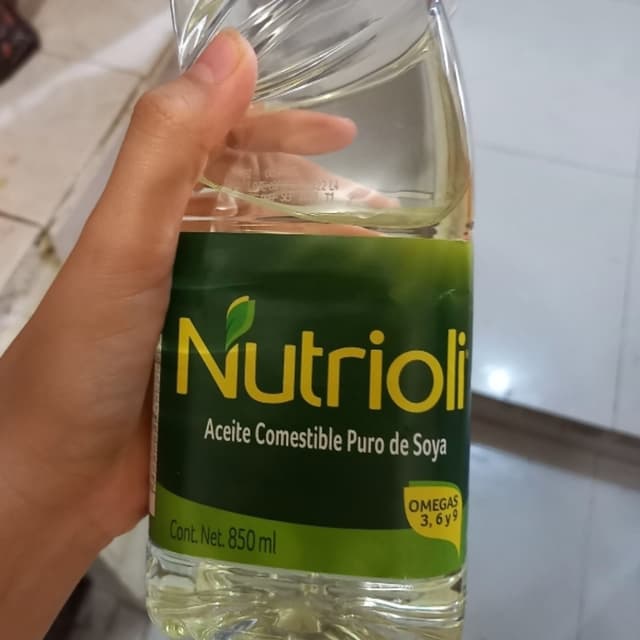 Nutrioli
Aceite Comestible Puro de Soya
OMEGAS
3, 6 y 9
Cont. Net. 850 ml